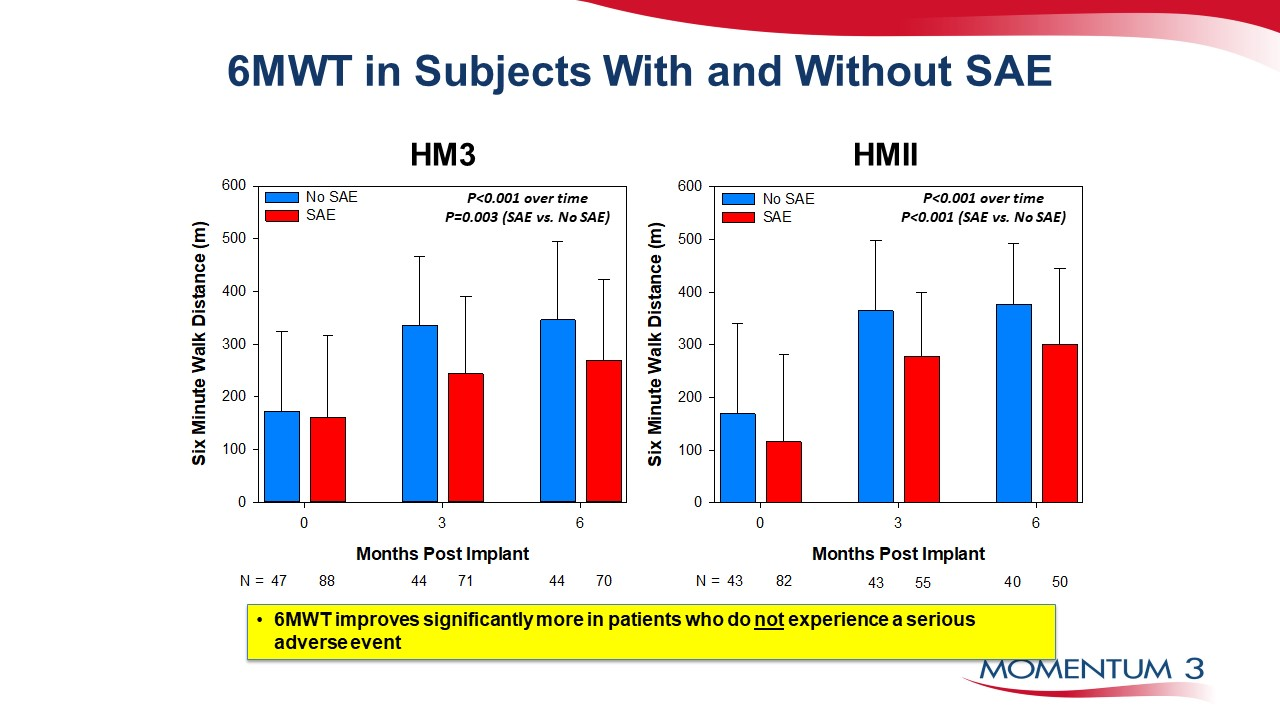 6MWT in Subjects With and Without SAE
HM3
600
500
400
300
200
100
0
Six Minute Walk Distance (m)
No SAE
SAE
P<0.001 over time
P=0.003 (SAE vs. No SAE)
0 3 6
Months Post Implant
N = 47 88 44 71 44 70
HMII
600
500
400
300
200
100
0
Six Minute Walk Distance (m)
No SAE
SAE
P<0.001 over time
P<0.001 (SAE vs. No SAE)
0 3 6
Months Post Implant
N = 43 82 43 55 40 50
• 6MWT improves significantly more in patients who do not experience a serious
adverse event
MOMENTUM 3